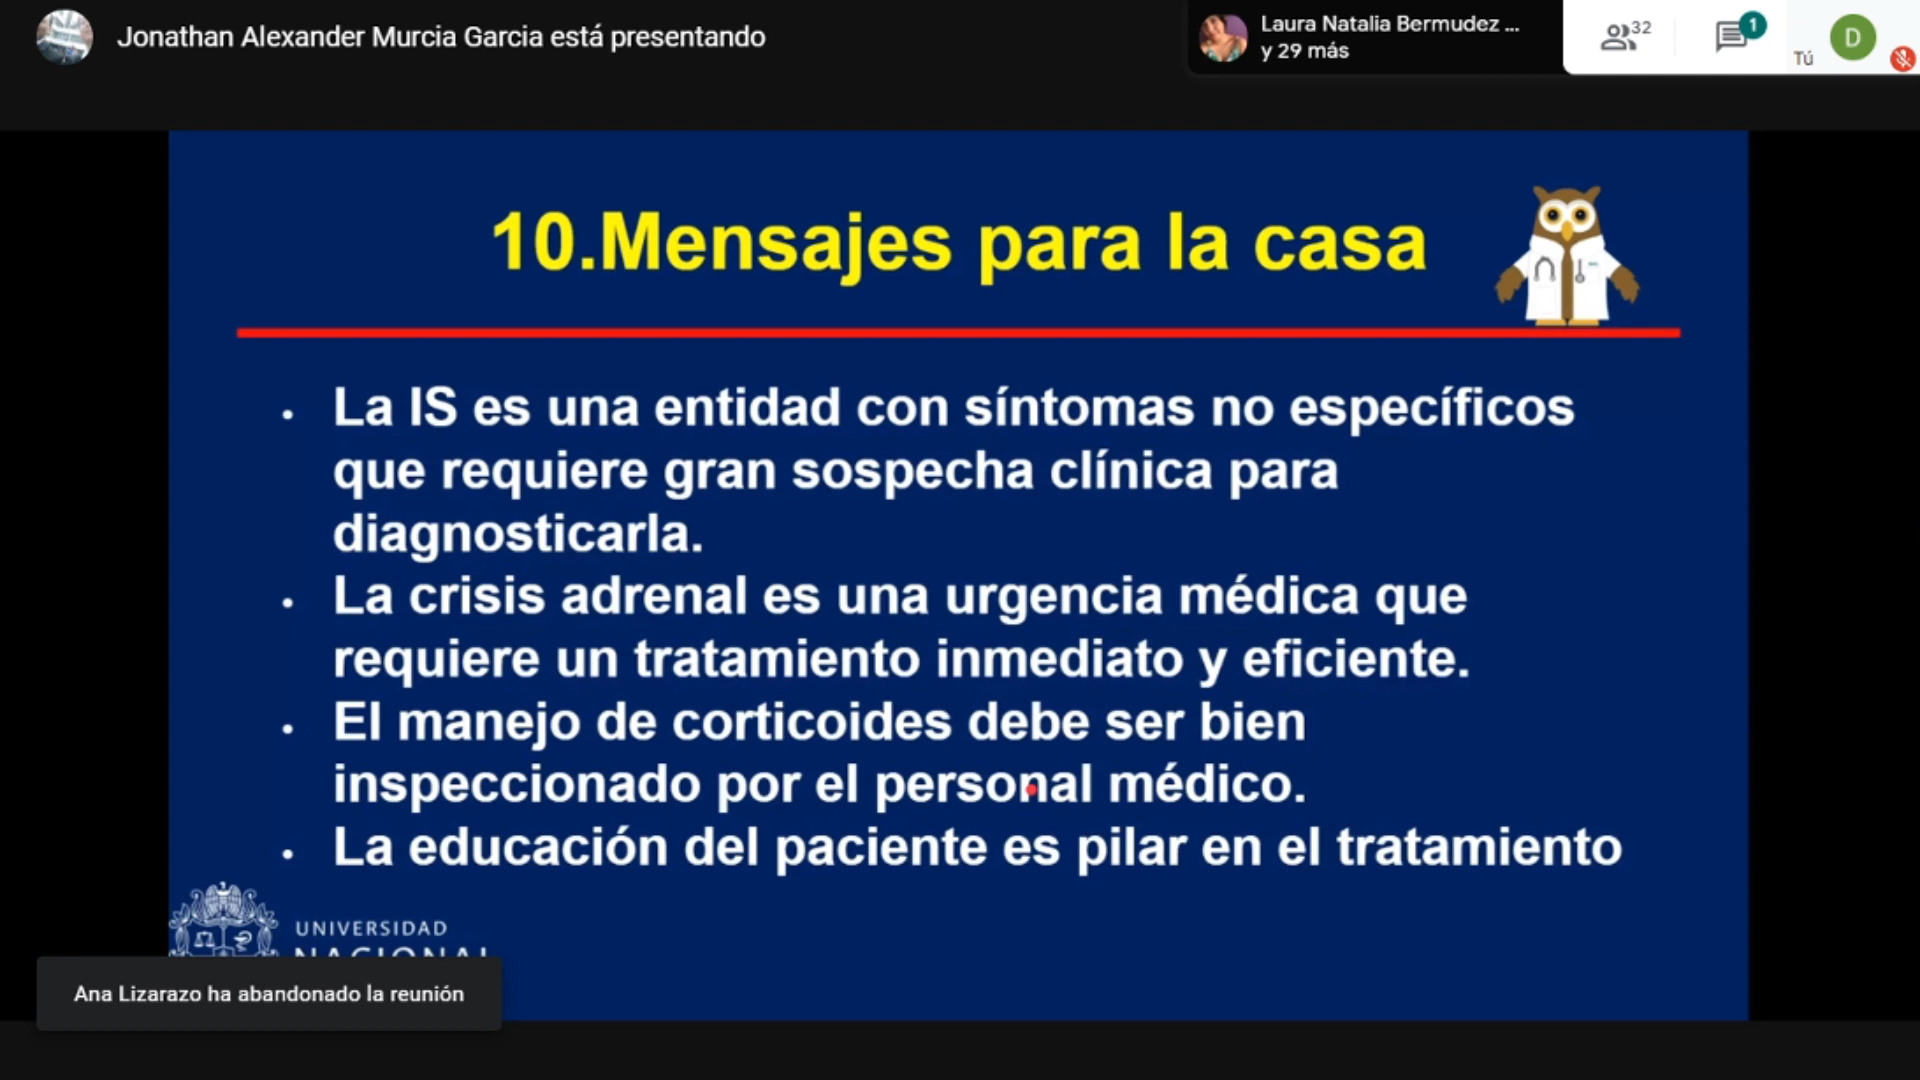 Jonathan Alexander Murcia Garcia está presentando
Laura Natalia Bermudez ...
y 29 más
32
1
Tú
D
10.Mensajes para la casa
• La IS es una entidad con síntomas no específicos
que requiere gran sospecha clínica para
diagnosticarla.
• La crisis adrenal es una urgencia médica que
requiere un tratamiento inmediato y eficiente.
• El manejo de corticoides debe ser bien
inspeccionado por el personal médico.
• La educación del paciente es pilar en el tratamiento
UNIVERSIDAD
NACIONAL
Ana Lizarazo ha abandonado la reunión